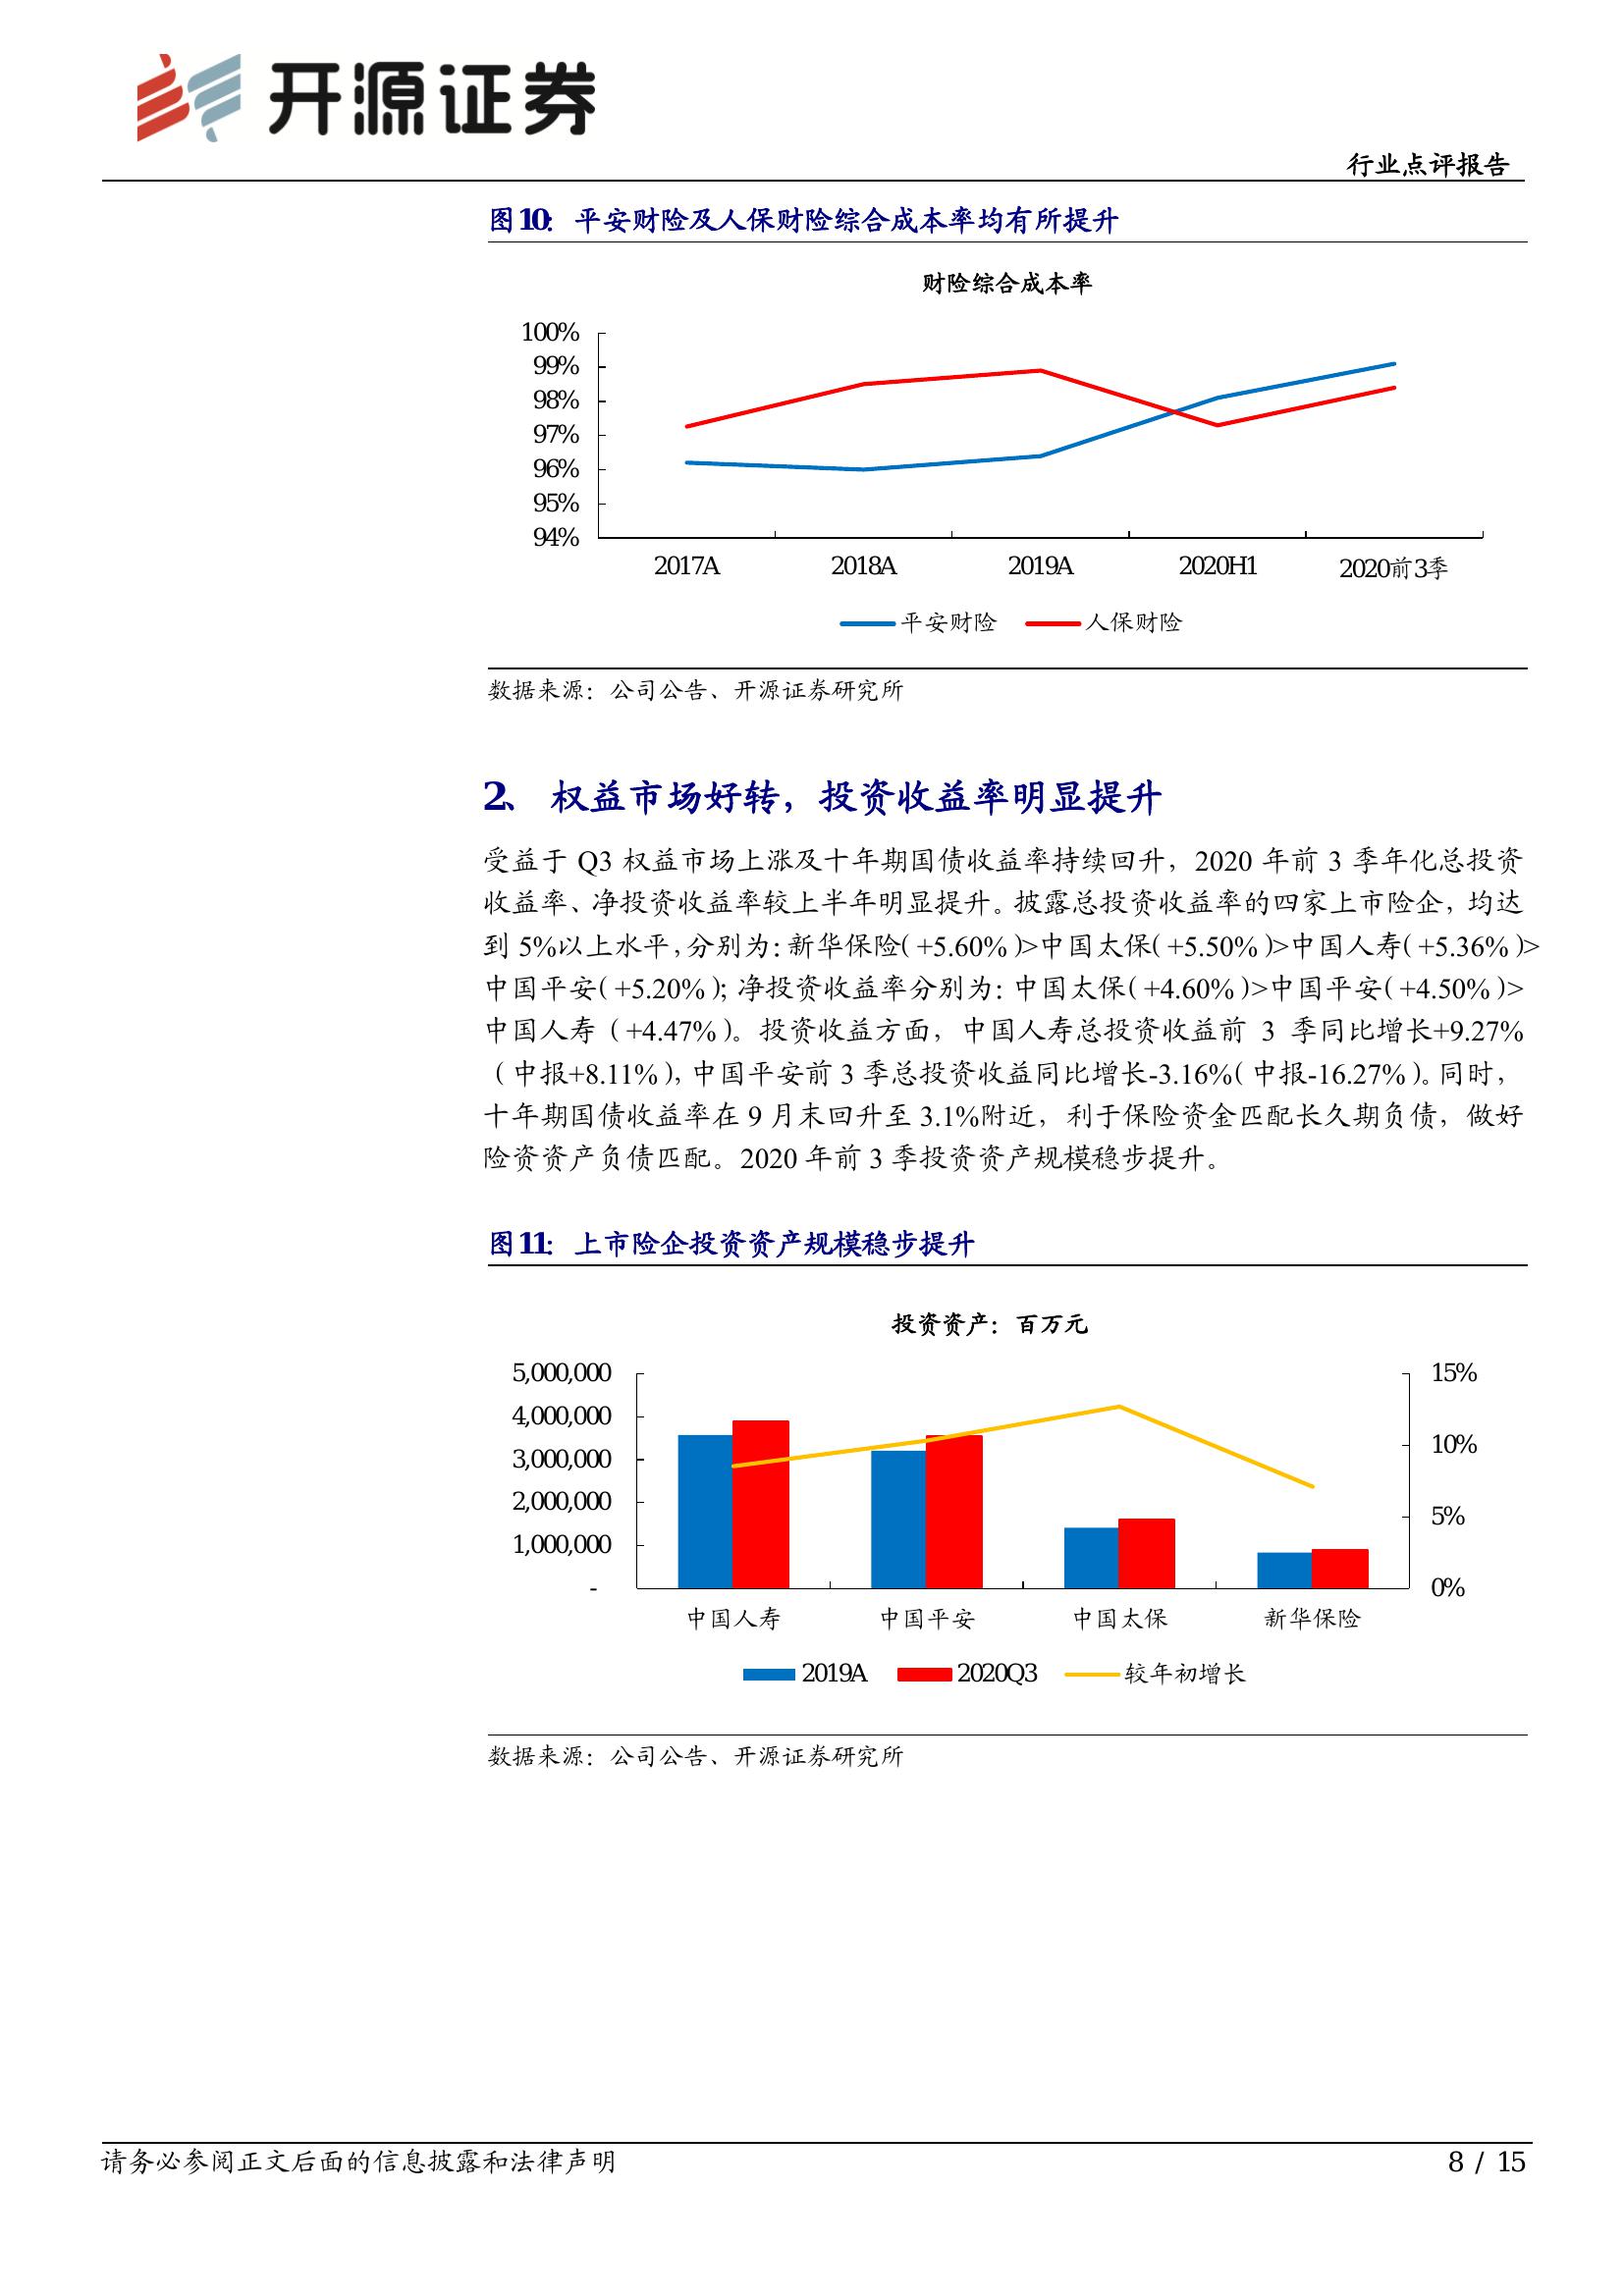 开源证券
行业点评报告
图10： 平安财险及人保财险综合成本率均有所提升
财险综合成本率
100%
99%
98%
97%
96%
95%
94%
2017A 2018A 2019A 2020H1 2020前3季
平安财险 人保财险
数据来源：公司公告、开源证券研究所
2、 权益市场好转，投资收益率明显提升
受益于 Q3 权益市场上涨及十年期国债收益率持续回升，2020 年前 3 季年化总投资
收益率、净投资收益率较上半年明显提升。披露总投资收益率的四家上市险企，均达
到 5%以上水平，分别为：新华保险（+5.60%）>中国太保（+5.50%）>中国人寿（+5.36%）>
中国平安（+5.20%）；净投资收益率分别为：中国太保（+4.60%）>中国平安（+4.50%）>
中国人寿（+4.47%）。投资收益方面，中国人寿总投资收益前 3 季同比增长+9.27%
（中报+8.11%），中国平安前 3 季总投资收益同比增长-3.16%（中报-16.27%）。同时，
十年期国债收益率在 9 月末回升至 3.1%附近，利于保险资金匹配长久期负债，做好
险资资产负债匹配。2020 年前 3 季投资资产规模稳步提升。
图11： 上市险企投资资产规模稳步提升
投资资产：百万元
5,000,000 15%
4,000,000
3,000,000 10%
2,000,000
1,000,000 5%
- 0%
中国人寿 中国平安 中国太保 新华保险
2019A 2020Q3 较年初增长
数据来源：公司公告、开源证券研究所
请务必参阅正文后面的信息披露和法律声明 8 / 15